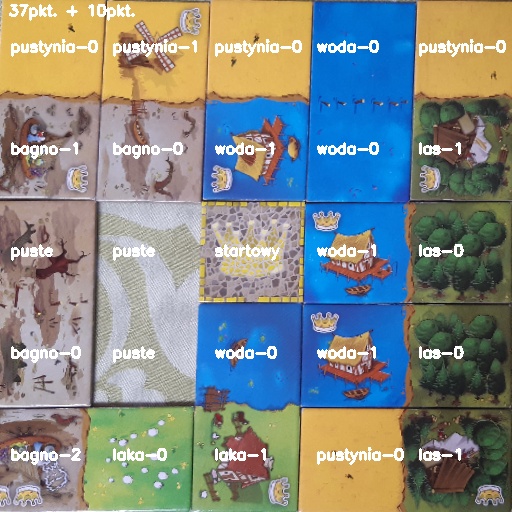 37pkt. + 10pkt.
pustynia-0 pustynia-1 pustynia-0 woda-0 pustynia-0
bagno-1 bagno-0 woda-1 woda-0 las-1
puste puste startowy woda-1 las-0
bagno-0 puste woda-0 woda-1 las-0
bagno-2 laka-0 laka-1 pustynia-0 las-1